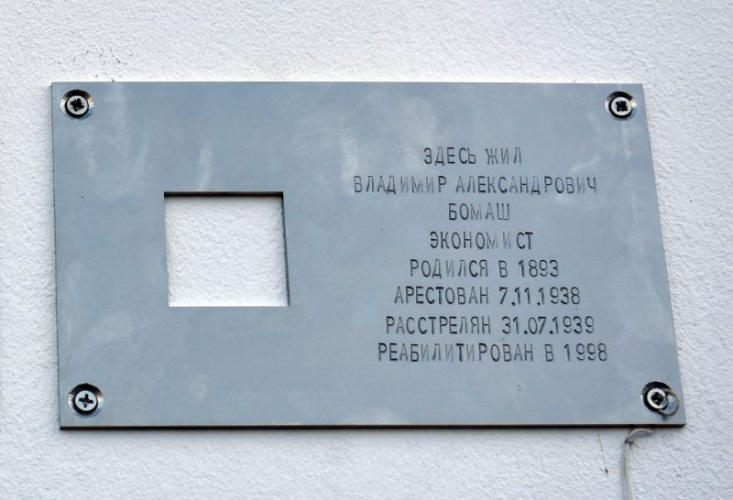 ЗДЕСЬ ЖИЛ
ВЛАДИМИР АЛЕКСАНДРОВИЧ
БОМАШ
ЭКОНОМИСТ
РОДИЛСЯ В 1893
АРЕСТОВАН 7.11.1938
РАССТРЕЛЯН 31.07.1939
РЕАБИЛИТИРОВАН В 1998